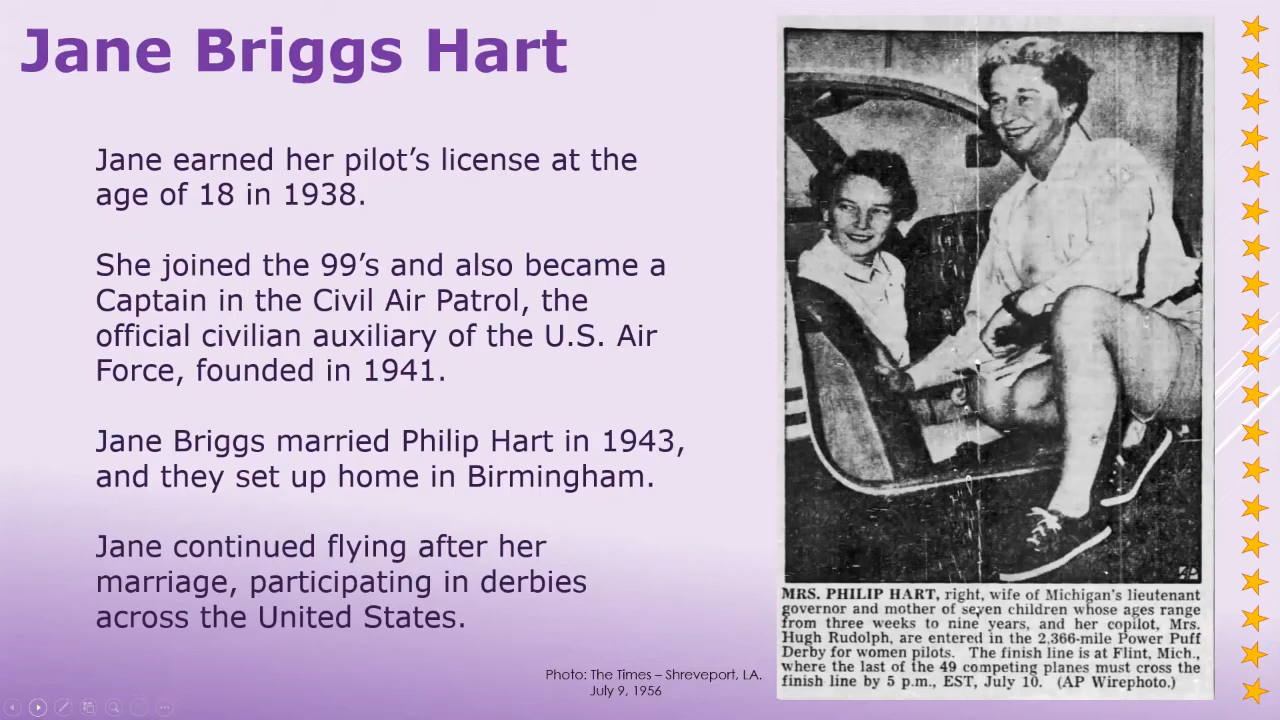 Jane Briggs Hart
Jane earned her pilot’s license at the
age of 18 in 1938.
She joined the 99’s and also became a
Captain in the Civil Air Patrol, the
official civilian auxiliary of the U.S. Air
Force, founded in 1941.
Jane Briggs married Philip Hart in 1943,
and they set up home in Birmingham.
Jane continued flying after her
marriage, participating in derbies
across the United States.
Photo: The Times – Shreveport, LA.
July 9, 1956
MRS. PHILIP HART, right, wife of Michigan's lieutenant
governor and mother of seven children whose ages range
from three weeks to nine years, and her copilot, Mrs.
Hugh Rudolph, are entered in the 2,366-mile Power Puff
Derby for women pilots. The finish line is at Flint, Mich.,
where the last of the 49 competing planes must cross the
finish line by 5 p.m., EST, July 10. (AP Wirephoto.)